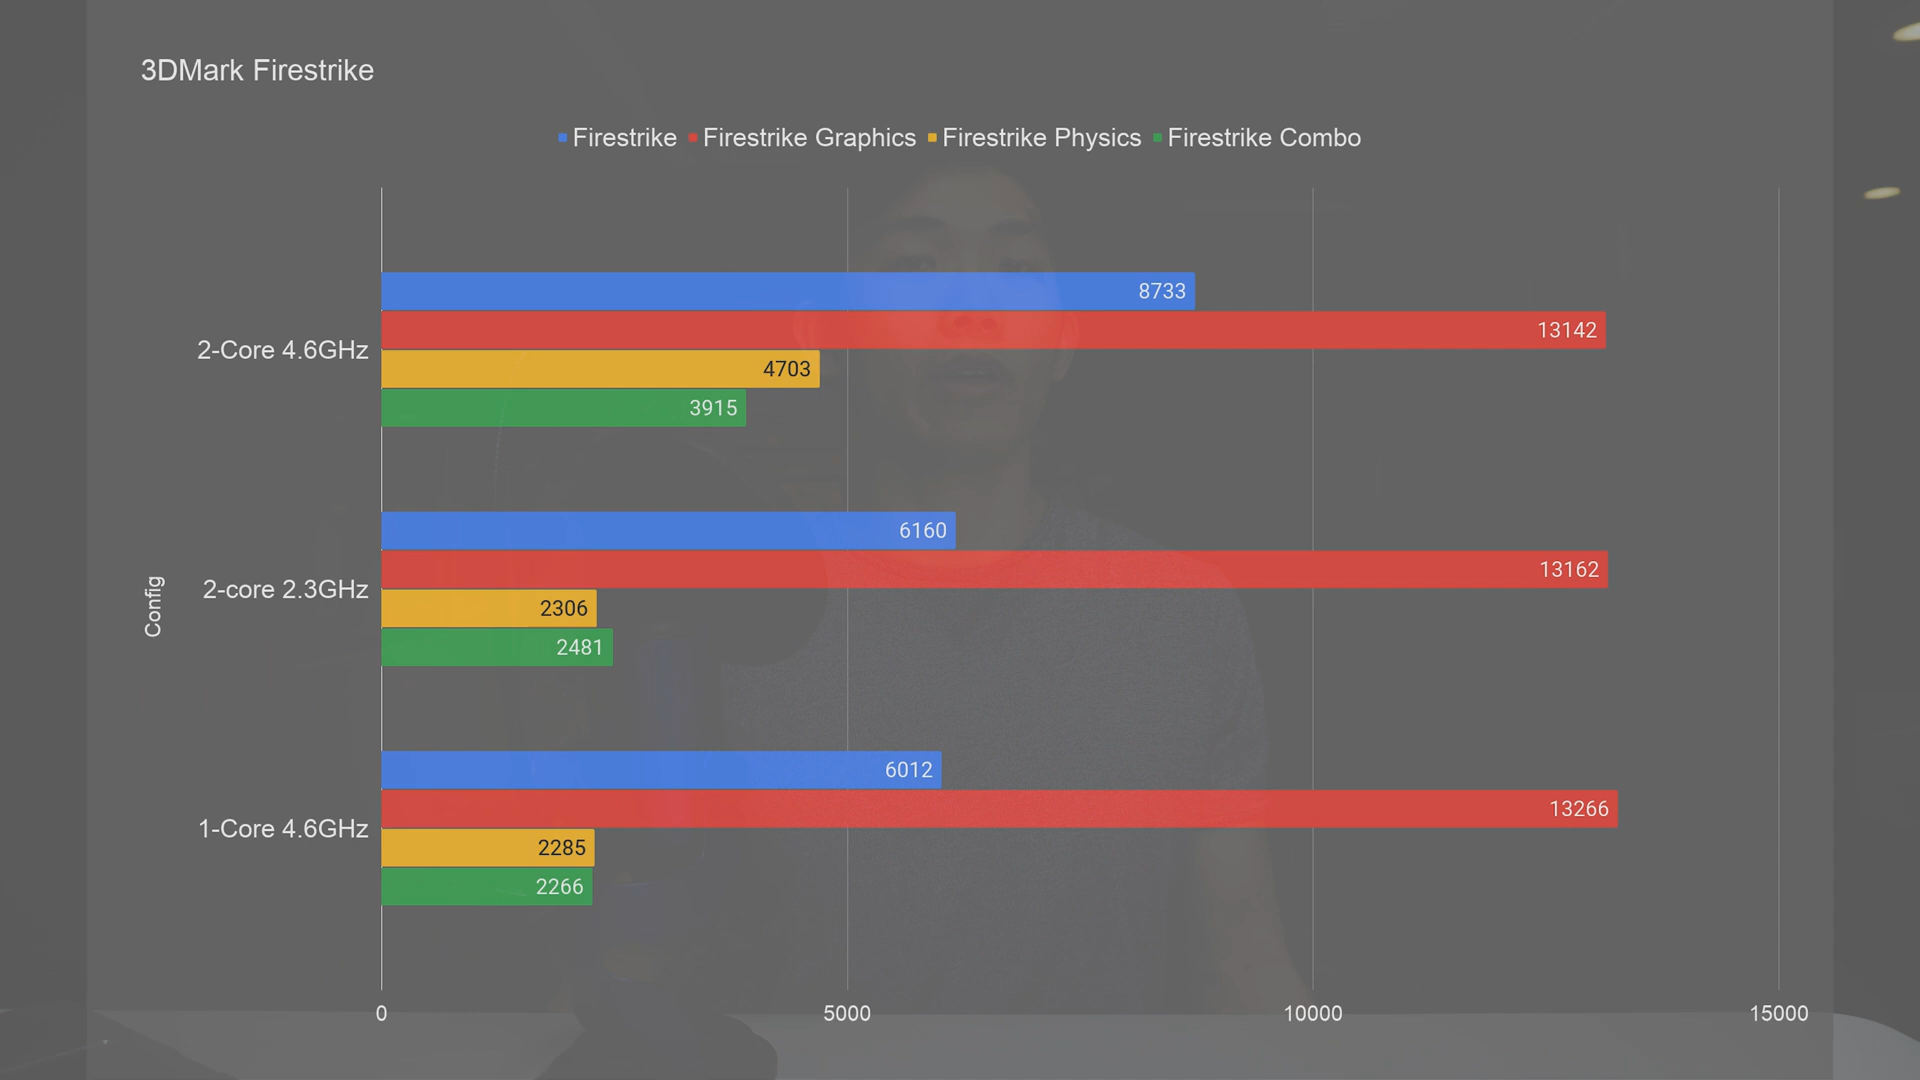 3DMark Firestrike
Firestrike Firestrike Graphics Firestrike Physics Firestrike Combo
8733
13142
2-Core 4.6GHz
4703
3915
6160
13162
2-core 2.3GHz
2306
2481
Config
6012
13266
1-Core 4.6GHz
2285
2266
0 5000 10000 15000